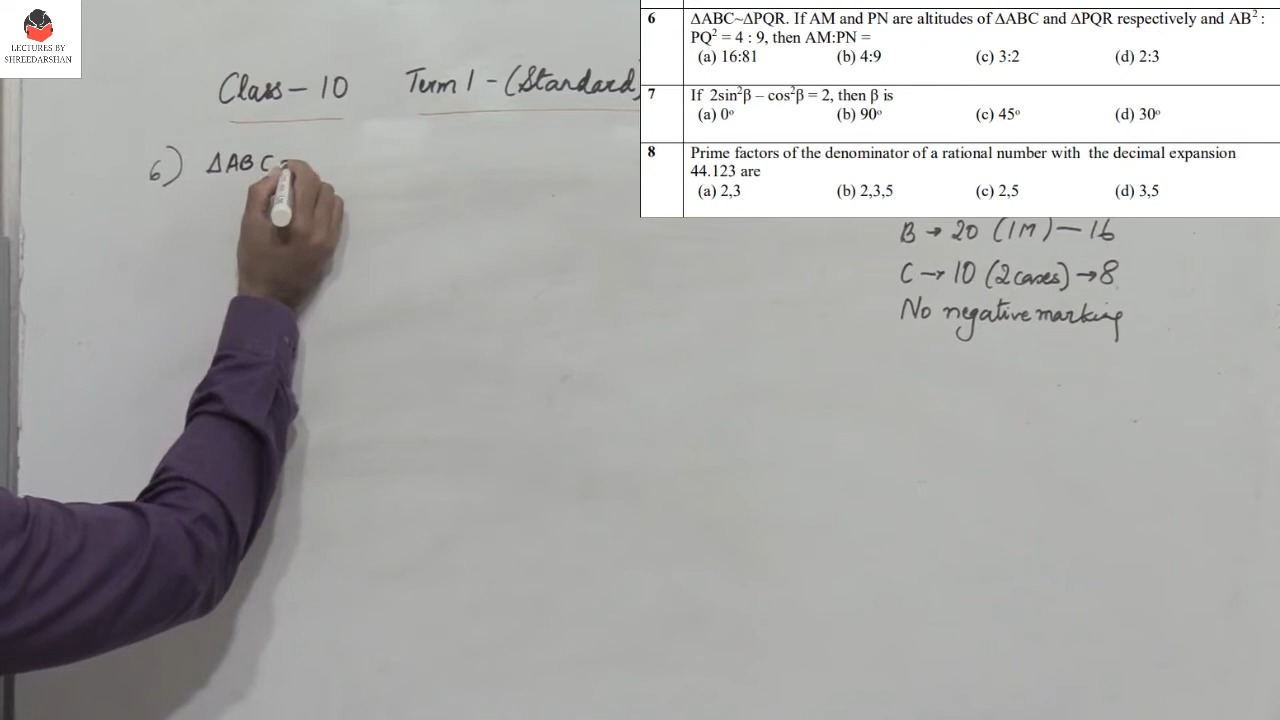 LECTURES BY
SHREEDARSHAN
Class - 10 Term 1 - (Standard)
6) ΔABC
6 ΔABC~ΔPQR. If AM and PN are altitudes of ΔABC and ΔPQR respectively and AB² :
PQ² = 4 : 9, then AM:PN =
(a) 16:81 (b) 4:9 (c) 3:2 (d) 2:3
7 If 2sin²β – cos²β = 2, then β is
(a) 0º (b) 90º (c) 45º (d) 30º
8 Prime factors of the denominator of a rational number with the decimal expansion
44.123 are
(a) 2,3 (b) 2,3,5 (c) 2,5 (d) 3,5
B → 20 (1M) — 16
C → 10 (2 cases) → 8
No negative marking